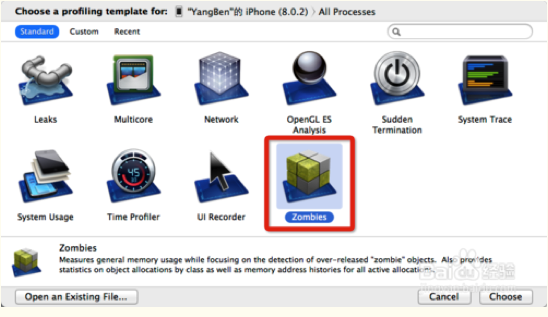 Choose a profiling template for: "YangBen"的 iPhone (8.0.2) 〉All Processes
Standard Custom Recent
Leaks Multicore Network OpenGL ES Analysis Sudden Termination System Trace
System Usage Time Profiler UI Recorder Zombies
Zombies
Measures general memory usage while focusing on the detection of over-released "zombie" objects. Also provides
statistics on object allocations by class as well as memory address histories for all active allocations.
Baidu 经验
Open an Existing File... Cancel Choose